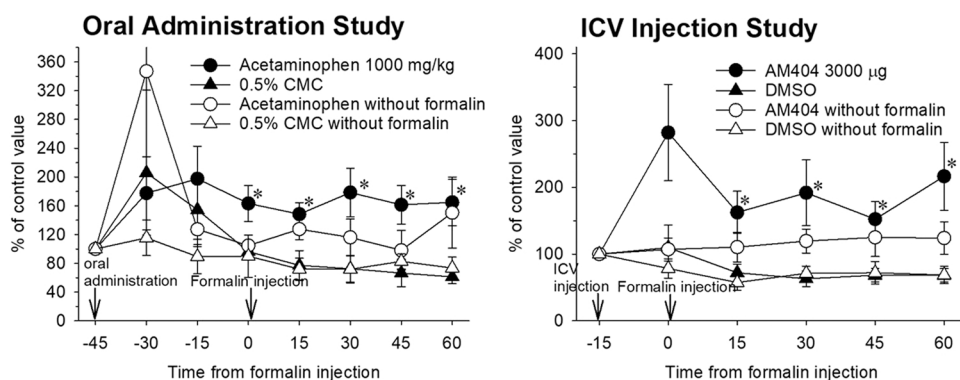 Oral Administration Study
360
320
280
240
200
160
120
80
40
0
% of control value
Acetaminophen 1000 mg/kg
0.5% CMC
Acetaminophen without formalin
0.5% CMC without formalin
*
*
*
*
*
oral
administration
Formalin injection
-45
-30
-15
0
15
30
45
60
Time from formalin injection
ICV Injection Study
400
300
200
100
0
% of control value
AM404 3000 μg
DMSO
AM404 without formalin
DMSO without formalin
*
*
*
*
ICV
injection
Formalin injection
-15
0
15
30
45
60
Time from formalin injection